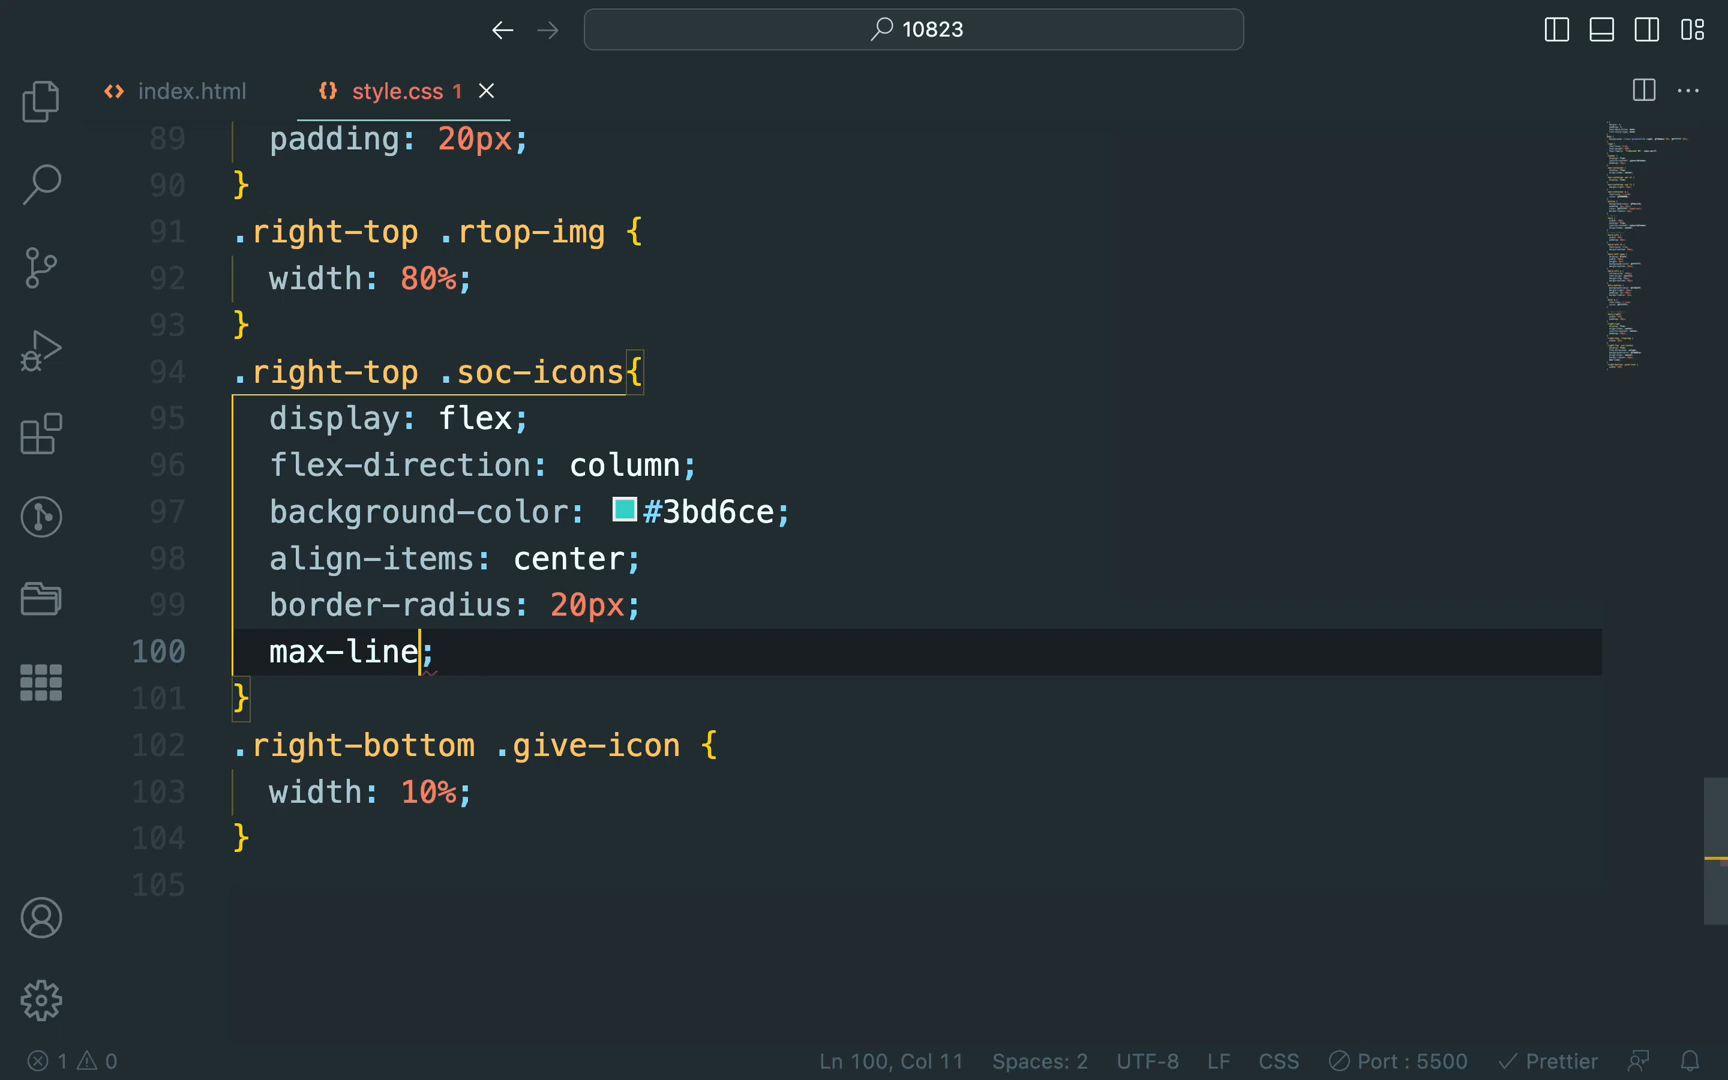 10823
index.html
style.css 1
89 padding: 20px;
90 }
91 .right-top .rtop-img {
92 width: 80%;
93 }
94 .right-top .soc-icons{
95 display: flex;
96 flex-direction: column;
97 background-color: #3bd6ce;
98 align-items: center;
99 border-radius: 20px;
100 max-line;
101 }
102 .right-bottom .give-icon {
103 width: 10%;
104 }
105
1 0 Ln 100, Col 11 Spaces: 2 UTF-8 LF CSS Port : 5500 Prettier